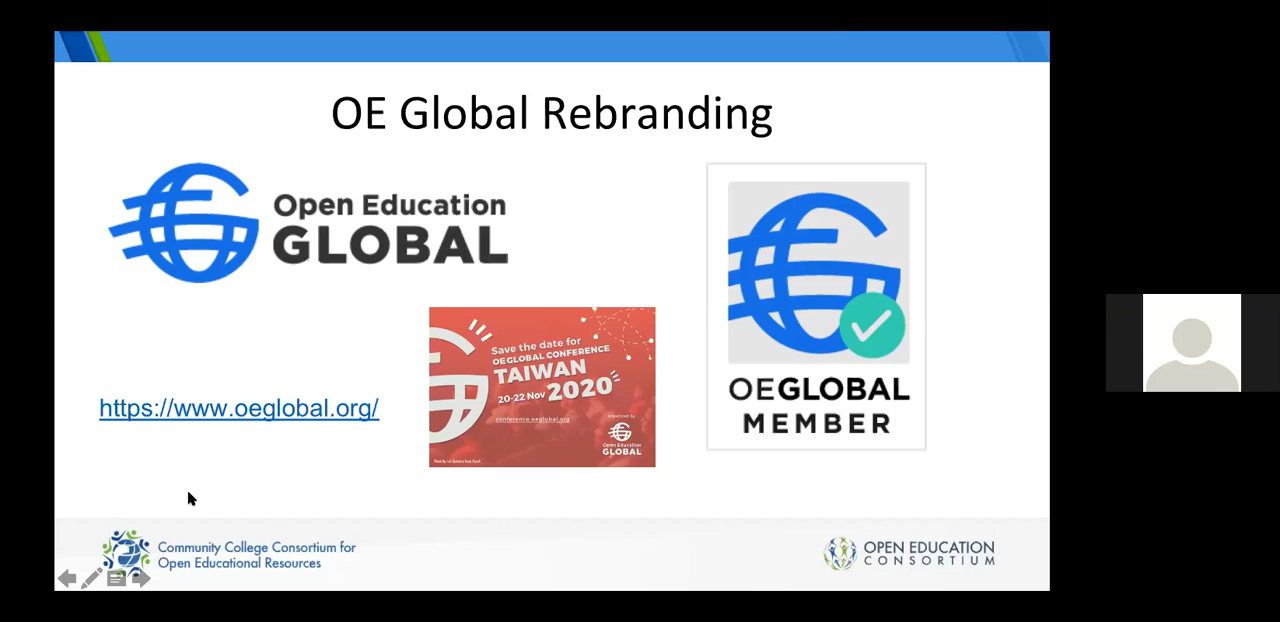 OE Global Rebranding
Open Education
GLOBAL
Save the date for
OEGLOBAL CONFERENCE
TAIWAN
20-22 Nov 2020
conference.oeglobal.org
organized by
Open Education
GLOBAL
https://www.oeglobal.org/
OEGLOBAL
MEMBER
Community College Consortium for
Open Educational Resources
OPEN EDUCATION
CONSORTIUM